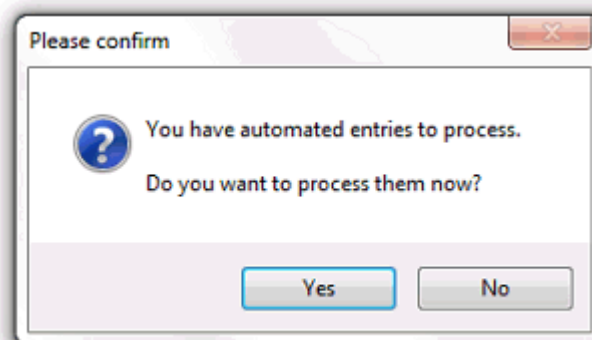 Please confirm
You have automated entries to process.
Do you want to process them now?
Yes
No